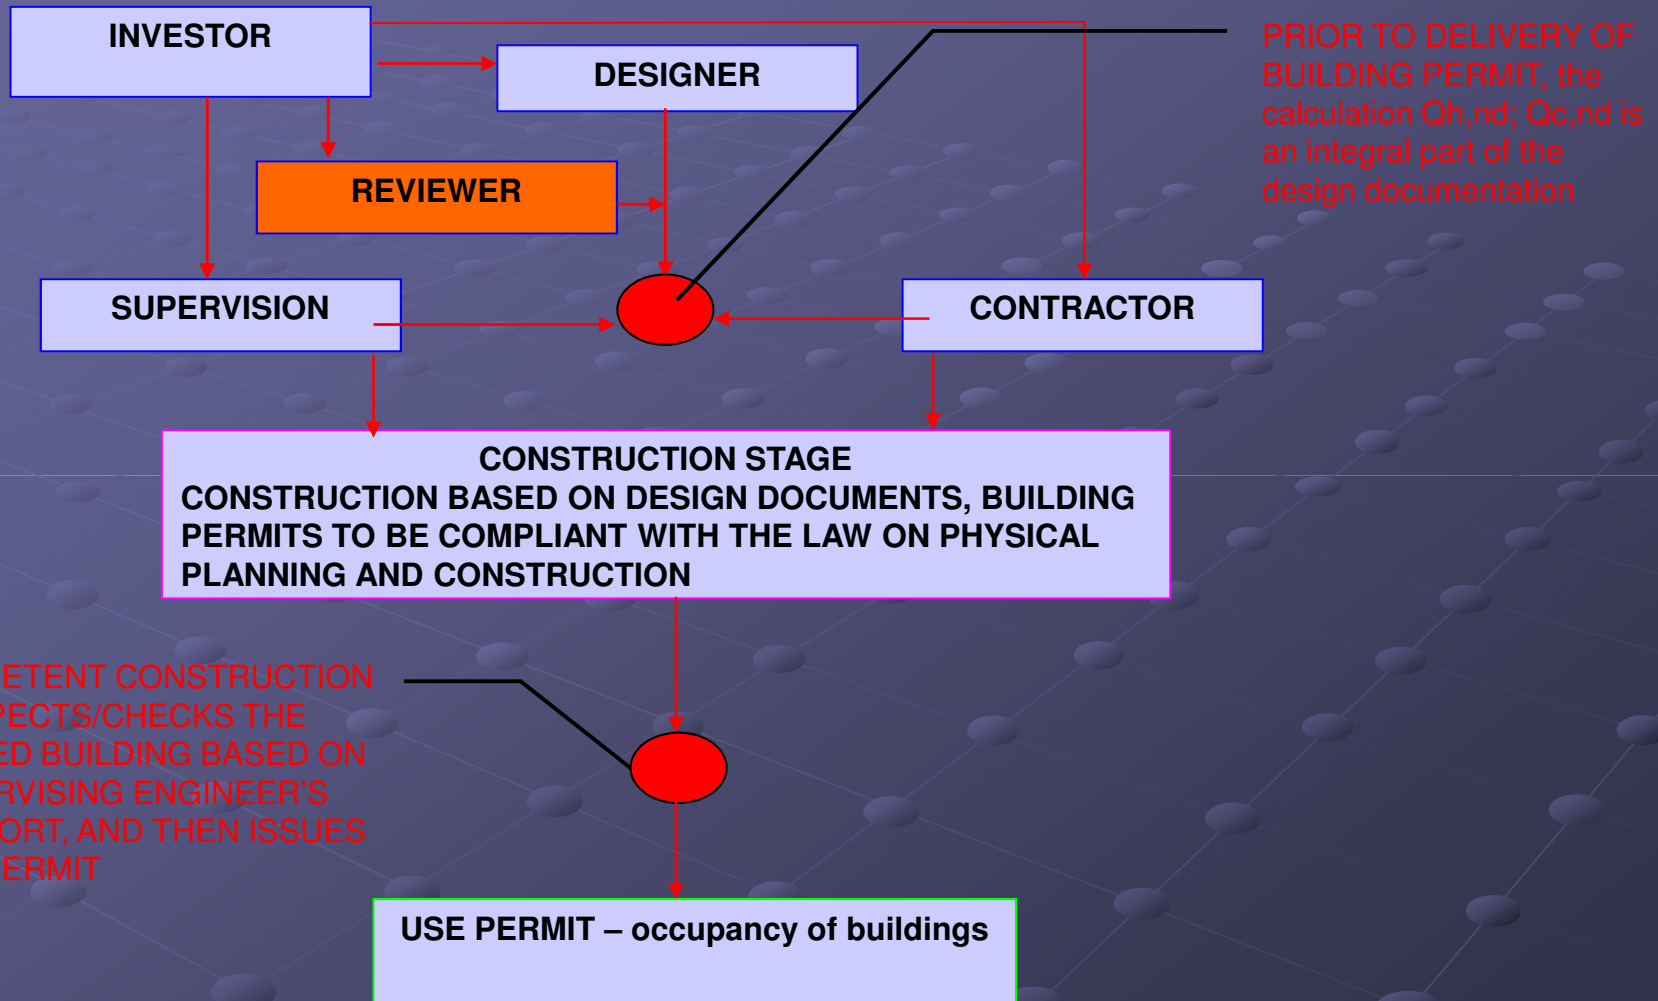 INVESTOR
DESIGNER
PRIOR TO DELIVERY OF
BUILDING PERMIT, the
calculation Qh,nd; Qc,nd is
an integral part of the
design documentation
REVIEWER
SUPERVISION
CONTRACTOR
CONSTRUCTION STAGE
CONSTRUCTION BASED ON DESIGN DOCUMENTS, BUILDING
PERMITS TO BE COMPLIANT WITH THE LAW ON PHYSICAL
PLANNING AND CONSTRUCTION
ETENT CONSTRUCTION
PECTS/CHECKS THE
ED BUILDING BASED ON
RVISING ENGINEER'S
ORT, AND THEN ISSUES
ERMIT
USE PERMIT – occupancy of buildings